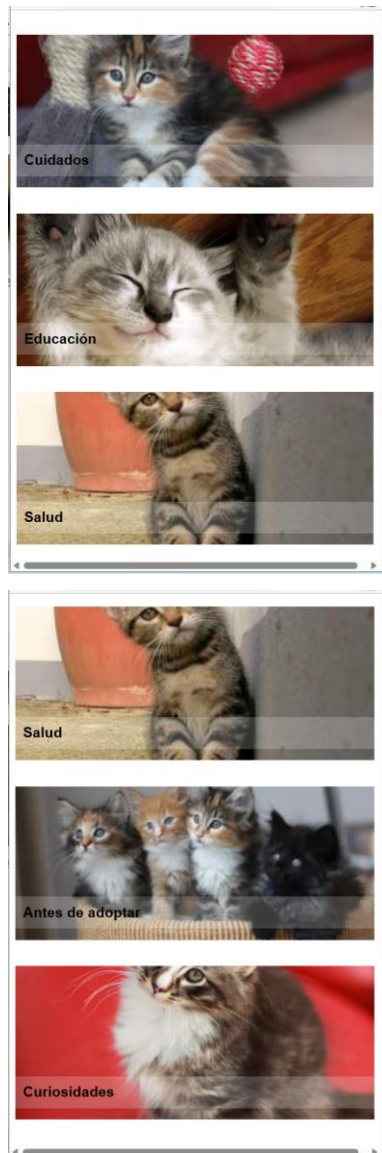 Cuidados
Educación
Salud
Salud
Antes de adoptar
Curiosidades